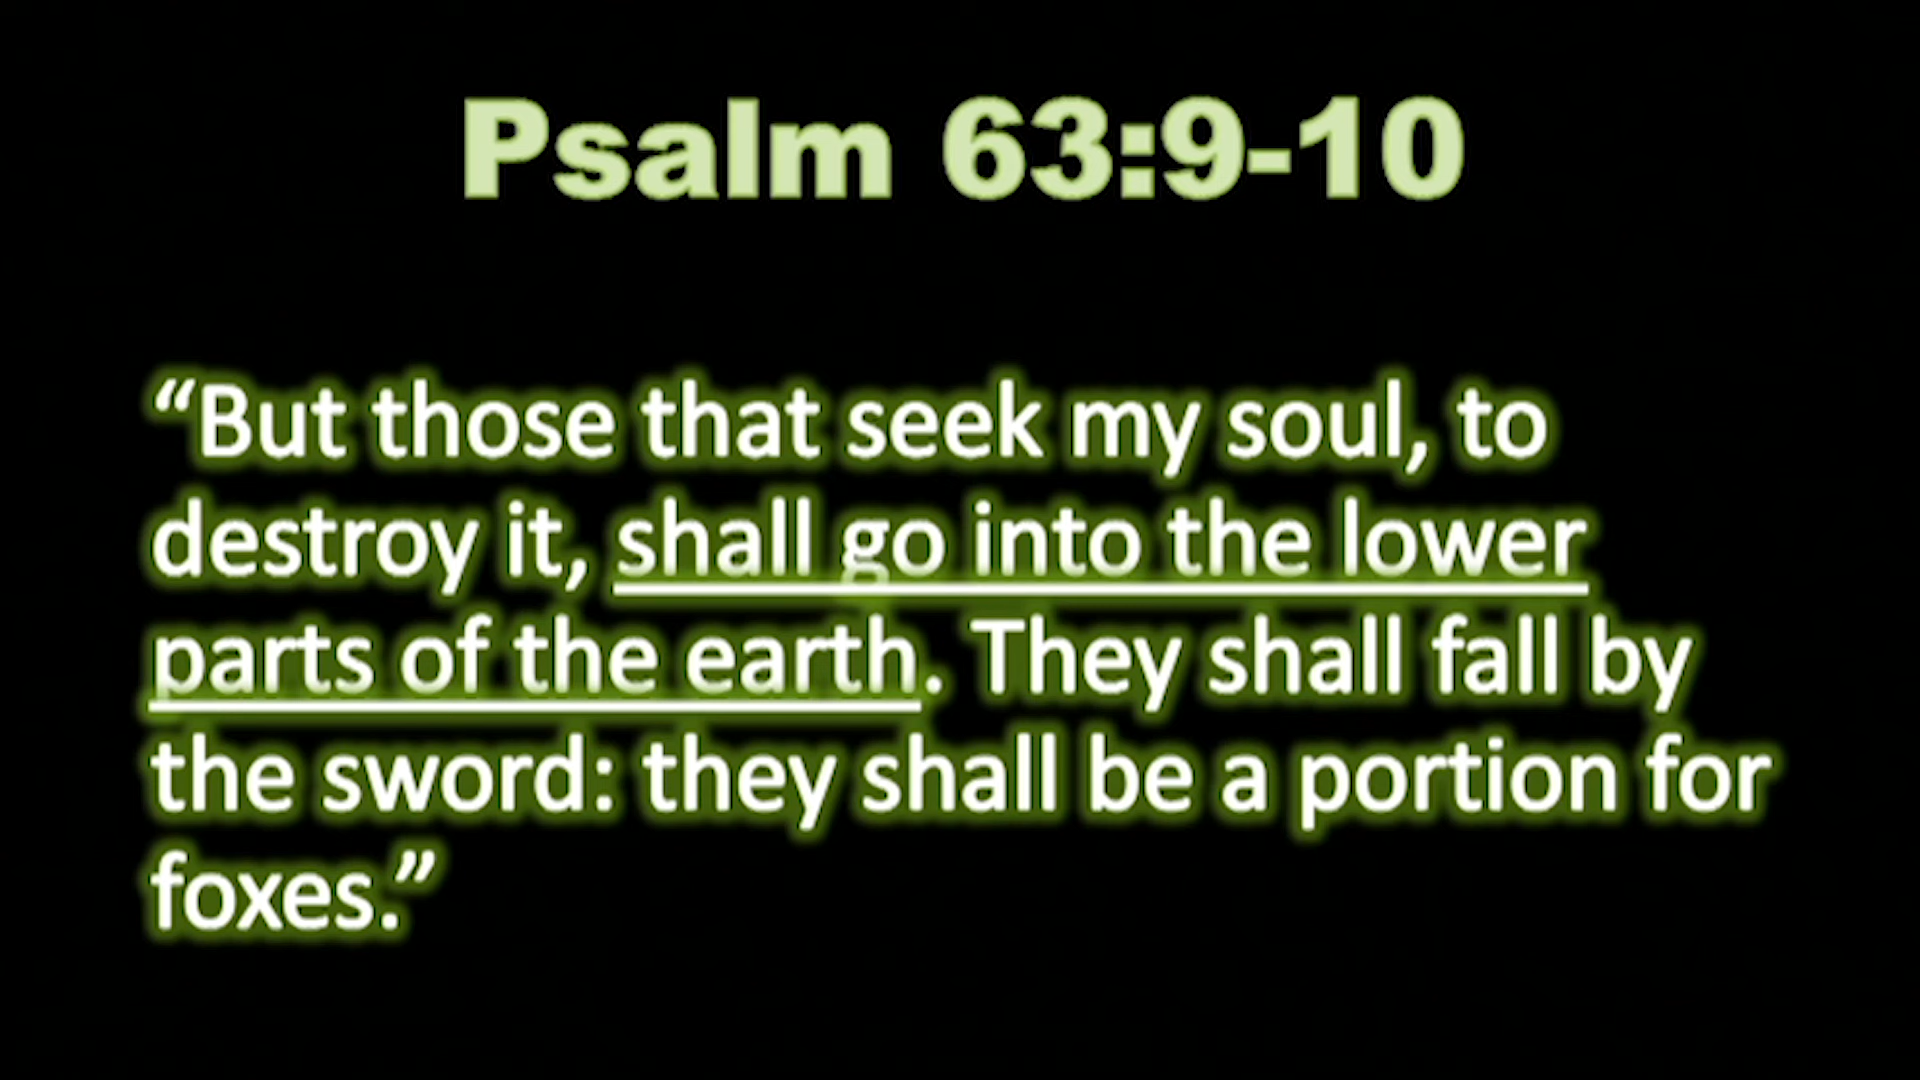 Psalm 63:9-10
“But those that seek my soul, to
destroy it, shall go into the lower
parts of the earth. They shall fall by
the sword: they shall be a portion for
foxes.”